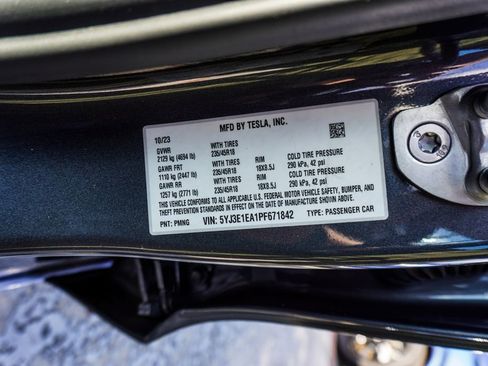 MFD BY TESLA, INC.
10/23
GVWR WITH TIRES
2129 kg (4694 lb) 235/45R18
GAWR FRT WITH TIRES RIM COLD TIRE PRESSURE
1110 kg (2447 lb) 235/45R18 18X8.5J 290 kPa, 42 psi
GAWR RR WITH TIRES RIM COLD TIRE PRESSURE
1257 kg (2771 lb) 235/45R18 18X8.5J 290 kPa, 42 psi
THIS VEHICLE CONFORMS TO ALL APPLICABLE U.S. FEDERAL MOTOR VEHICLE SAFETY, BUMPER, AND
THEFT PREVENTION STANDARDS IN EFFECT ON THE DATE OF MANUFACTURE SHOWN ABOVE.
PNT: PMNG VIN: 5YJ3E1EA1PF671842 TYPE: PASSENGER CAR